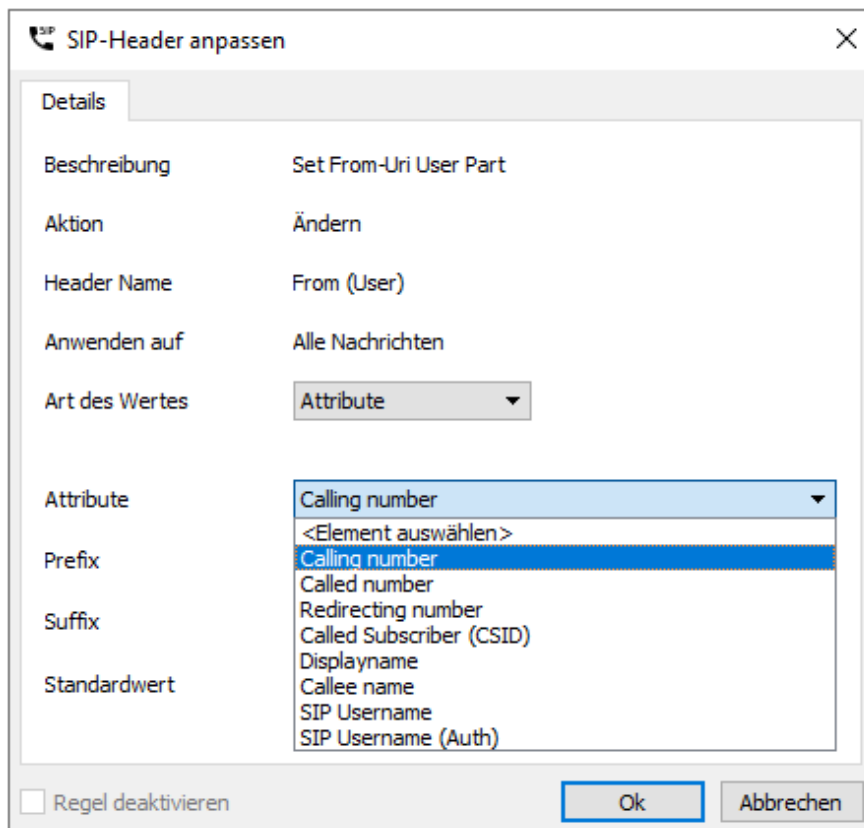 SIP SIP-Header anpassen
Details
Beschreibung Set From-Uri User Part
Aktion Ändern
Header Name From (User)
Anwenden auf Alle Nachrichten
Art des Wertes Attribute
Attribute Calling number
<Element auswählen>
Prefix Calling number
Called number
Suffix Redirecting number
Called Subscriber (CSID)
Standardwert Displayname
Callee name
SIP Username
SIP Username (Auth)
Regel deaktivieren Ok Abbrechen